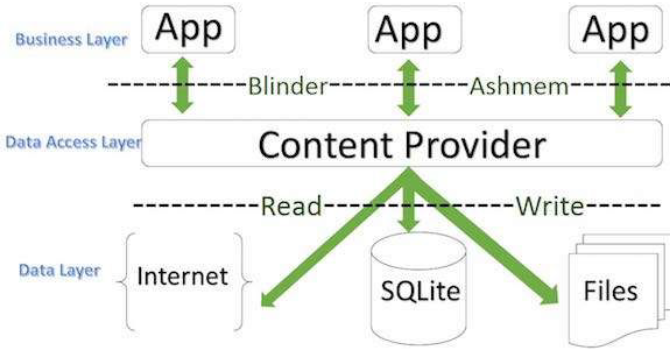 Business Layer App App App
Blinder Ashmem
Data Access Layer Content Provider
Read Write
Data Layer Internet SQLite Files